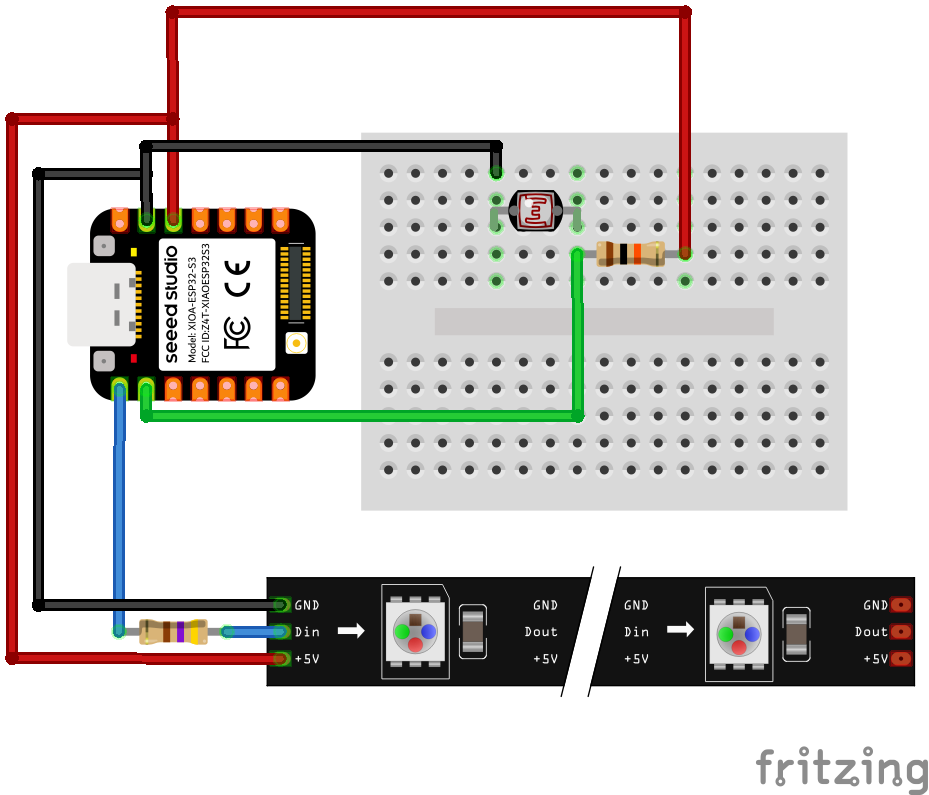 seeed studio
Model: XIOA-ESP32-S3
FCC ID:Z4T-XIAOESP32S3
FC CE
GND
Din
+5V
GND
Dout
+5V
GND
Din
+5V
GND
Dout
+5V
fritzing